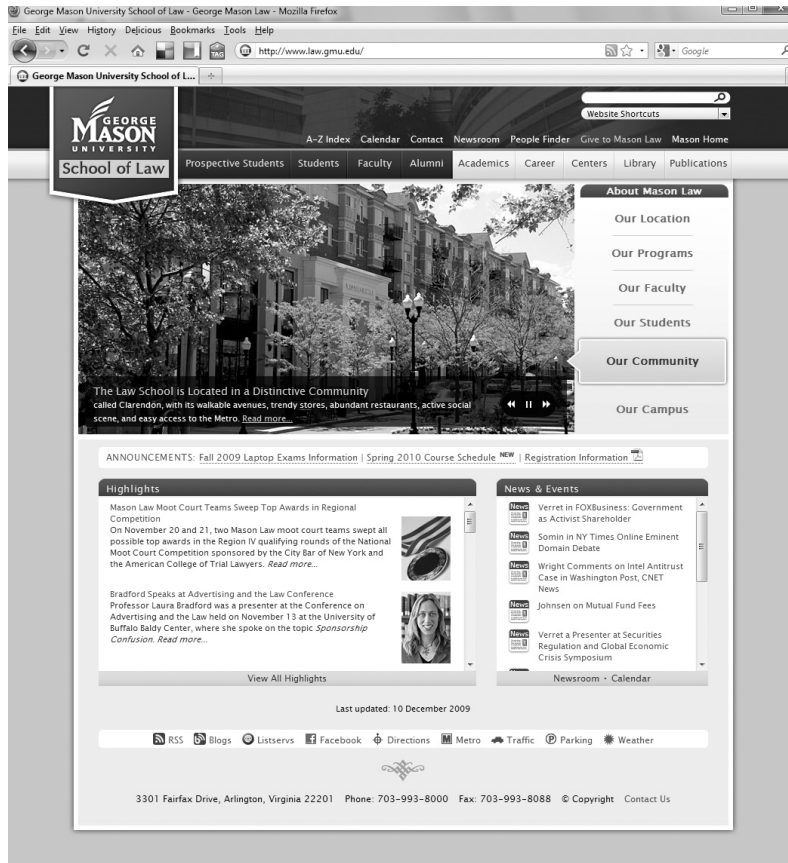 George Mason University School of Law - George Mason Law - Mozilla Firefox
File Edit View History Delicious Bookmarks Tools Help
TAG http://www.law.gmu.edu/ Google
George Mason University School of L...
Website Shortcuts
GEORGE
MASON
UNIVERSITY
School of Law
A-Z Index Calendar Contact Newsroom People Finder Give to Mason Law Mason Home
Prospective Students Students Faculty Alumni Academics Career Centers Library Publications
About Mason Law
Our Location
Our Programs
Our Faculty
Our Students
Our Community
Our Campus
The Law School is Located in a Distinctive Community
called Clarendon, with its walkable avenues, trendy stores, abundant restaurants, active social
scene, and easy access to the Metro. Read more...
ANNOUNCEMENTS: Fall 2009 Laptop Exams Information | Spring 2010 Course Schedule NEW | Registration Information
Highlights
Mason Law Moot Court Teams Sweep Top Awards in Regional
Competition
On November 20 and 21, two Mason Law moot court teams swept all
possible top awards in the Region IV qualifying rounds of the National
Moot Court Competition sponsored by the City Bar of New York and
the American College of Trial Lawyers. Read more...
Bradford Speaks at Advertising and the Law Conference
Professor Laura Bradford was a presenter at the Conference on
Advertising and the Law held on November 13 at the University of
Buffalo Baldy Center, where she spoke on the topic Sponsorship
Confusion. Read more...
View All Highlights
News & Events
News Verret in FOXBusiness: Government
as Activist Shareholder
News Somin in NY Times Online Eminent
Domain Debate
News Wright Comments on Intel Antitrust
Case in Washington Post, CNET
News
News Johnsen on Mutual Fund Fees
News Verret a Presenter at Securities
Regulation and Global Economic
Crisis Symposium
Newsroom · Calendar
Last updated: 10 December 2009
RSS Blogs Listservs Facebook Directions M Metro Traffic P Parking Weather
3301 Fairfax Drive, Arlington, Virginia 22201 Phone: 703-993-8000 Fax: 703-993-8088 © Copyright Contact Us